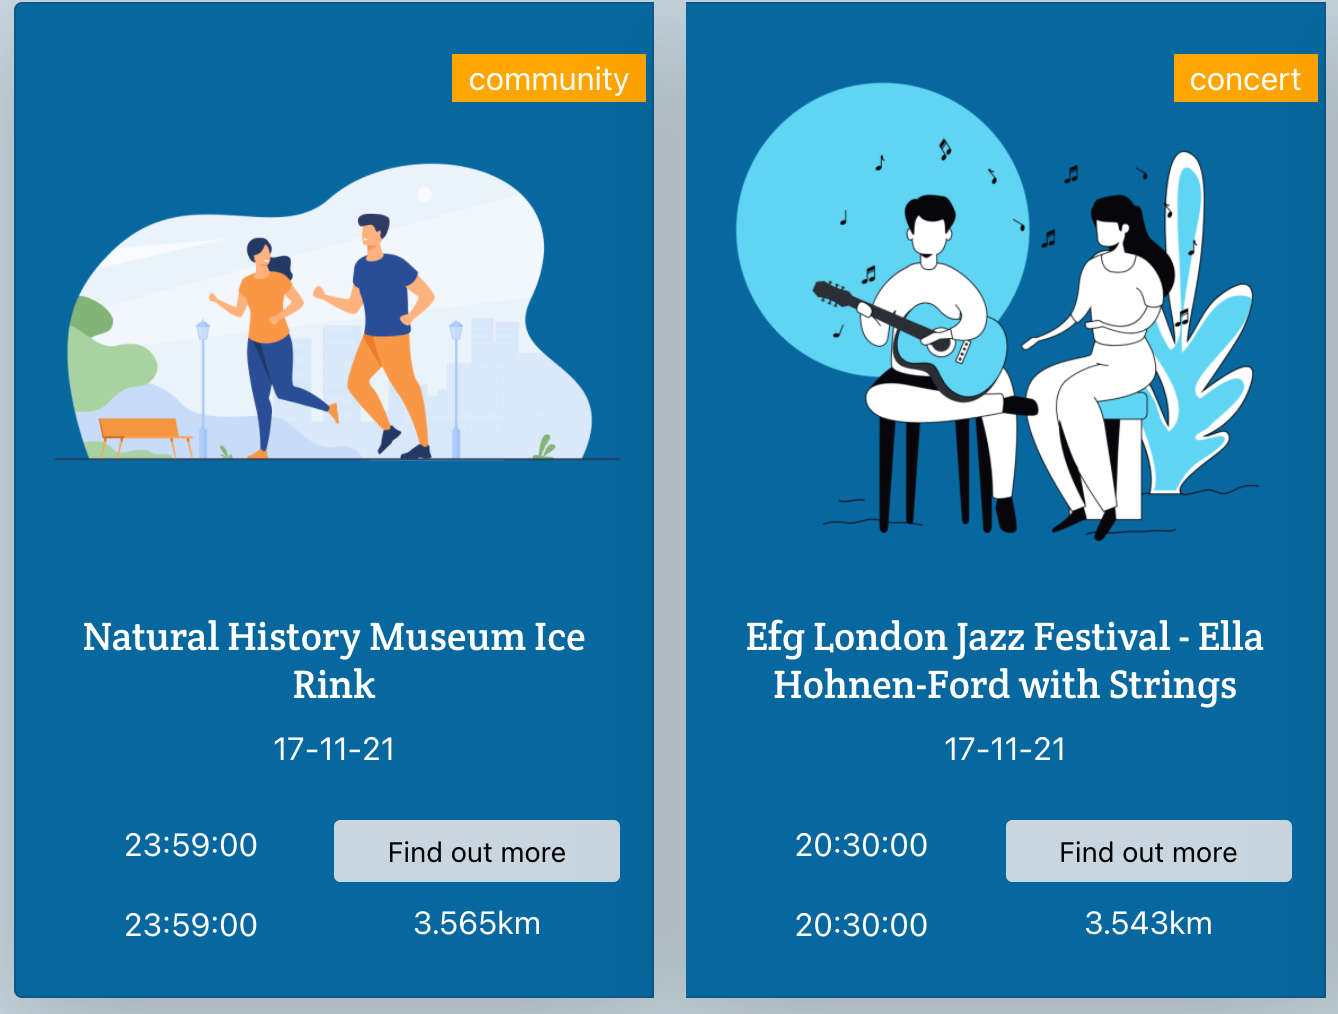 community
Natural History Museum Ice
Rink
17-11-21
23:59:00
Find out more
23:59:00
3.565km
concert
Efg London Jazz Festival - Ella
Hohnen-Ford with Strings
17-11-21
20:30:00
Find out more
20:30:00
3.543km